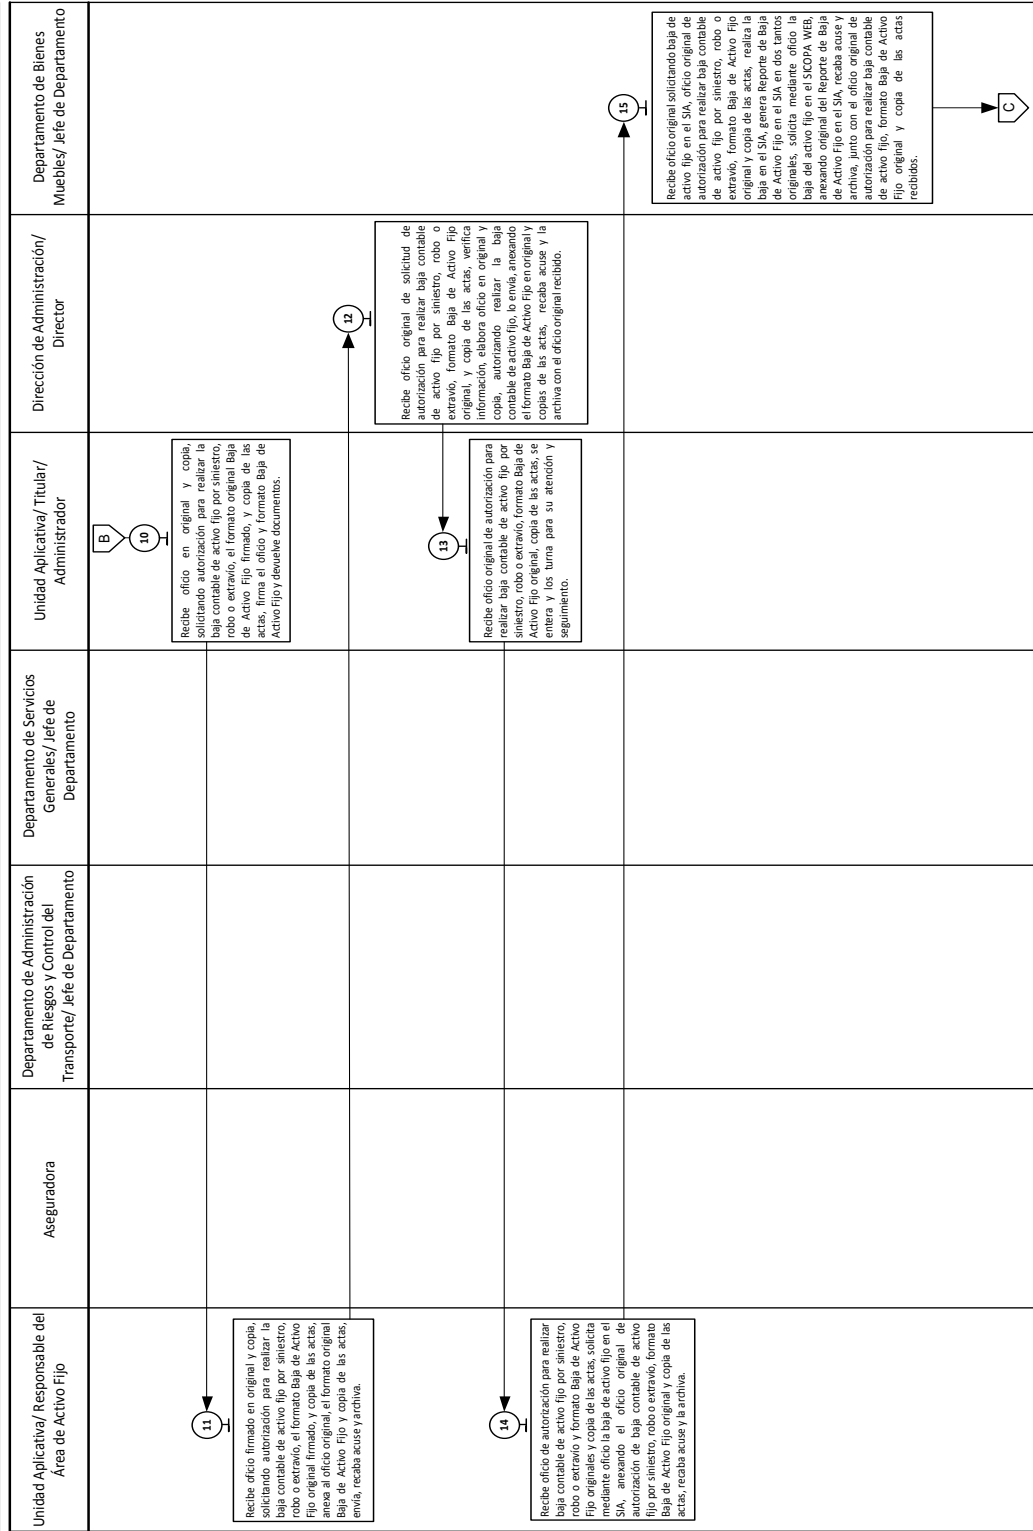 Unidad Aplicativa/ Responsable del
Área de Activo Fijo
Aseguradora
Departamento de Administración
de Riesgos y Control del
Transporte/ Jefe de Departamento
Departamento de Servicios
Generales/ Jefe de
Departamento
Unidad Aplicativa/ Titular/
Administrador
Dirección de Administración/
Director
Departamento de Bienes
Muebles/ Jefe de Departamento
B
10
Recibe oficio en original y copia,
solicitando autorización para realizar la
baja contable de activo fijo por siniestro,
robo o extravío, el formato original Baja
de Activo Fijo firmado, y copia de las
actas, firma el oficio y formato Baja de
Activo Fijo y devuelve documentos.
11
Recibe oficio firmado en original y copia,
solicitando autorización para realizar la
baja contable de activo fijo por siniestro,
robo o extravío, el formato Baja de Activo
Fijo original firmado, y copia de las actas,
anexa al oficio original, el formato original
Baja de Activo Fijo y copia de las actas,
envía, recaba acuse y archiva.
12
Recibe oficio original de solicitud de
autorización para realizar baja contable
de activo fijo por siniestro, robo o
extravío, formato Baja de Activo Fijo
original, y copia de las actas, verifica
información, elabora oficio en original y
copia, autorizando realizar la baja
contable de activo fijo, lo envía, anexando
el formato Baja de Activo Fijo en original y
copias de las actas, recaba acuse y la
archiva con el oficio original recibido.
13
Recibe oficio original de autorización para
realizar baja contable de activo fijo por
siniestro, robo o extravío, formato Baja de
Activo Fijo original, copia de las actas, se
entera y los turna para su atención y
seguimiento.
14
Recibe oficio de autorización para realizar
baja contable de activo fijo por siniestro,
robo o extravío y formato Baja de Activo
Fijo originales y copia de las actas, solicita
mediante oficio la baja de activo fijo en el
SIA, anexando el oficio original de
autorización de baja contable de activo
fijo por siniestro, robo o extravío, formato
Baja de Activo Fijo original y copia de las
actas, recaba acuse y la archiva.
15
Recibe oficio original solicitando baja de
activo fijo en el SIA, oficio original de
autorización para realizar baja contable
de activo fijo por siniestro, robo o
extravío, formato Baja de Activo Fijo
original y copia de las actas, realiza la
baja en el SIA, genera Reporte de Baja
de Activo Fijo en el SIA en dos tantos
originales, solicita mediante oficio la
baja del activo fijo en el SICOPA WEB,
anexando original del Reporte de Baja
de Activo Fijo en el SIA, recaba acuse y
archiva, junto con el oficio original de
autorización para realizar baja contable
de activo fijo, formato Baja de Activo
Fijo original y copia de las actas
recibidos.
C